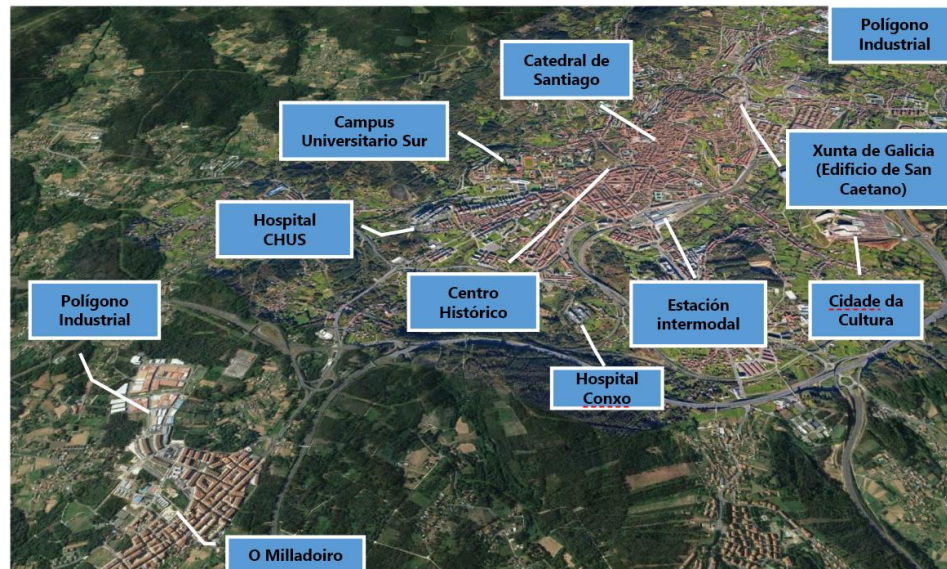 Polígono
Industrial
Catedral de
Santiago
Campus
Universitario Sur
Xunta de Galicia
(Edificio de San
Caetano)
Hospital
CHUS
Polígono
Industrial
Centro
Histórico
Estación
intermodal
Cidade da
Cultura
Hospital
Conxo
O Milladoiro